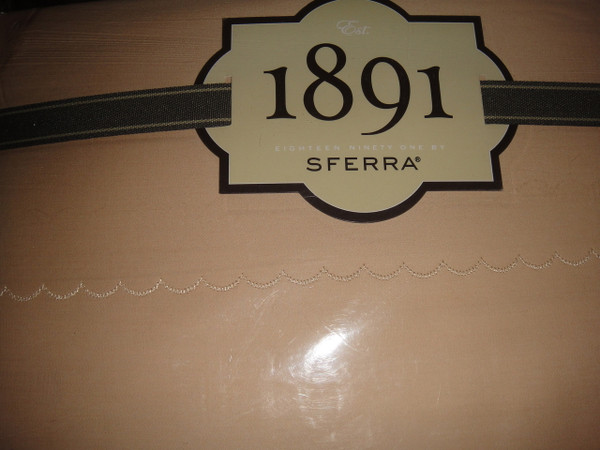 Est.
1891
EIGHTEEN NINETY-ONE BY
SFERRA®